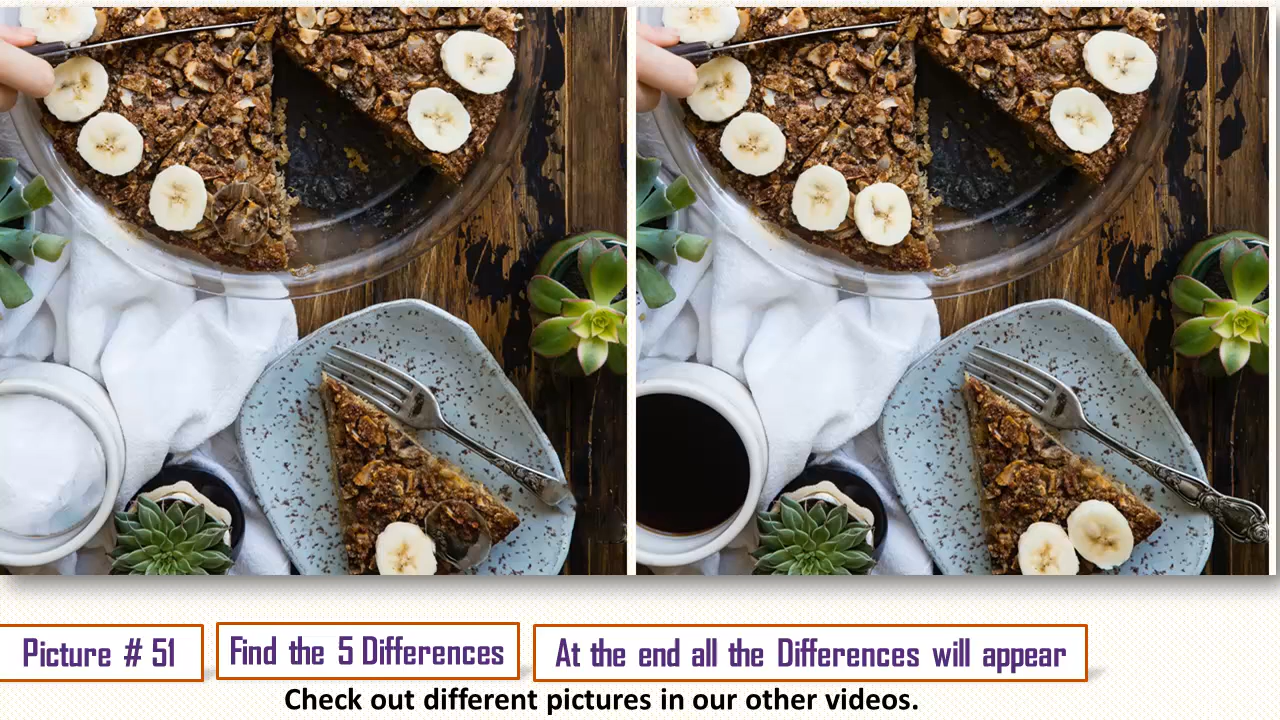 Picture # 51
Find the 5 Differences
At the end all the Differences will appear
Check out different pictures in our other videos.